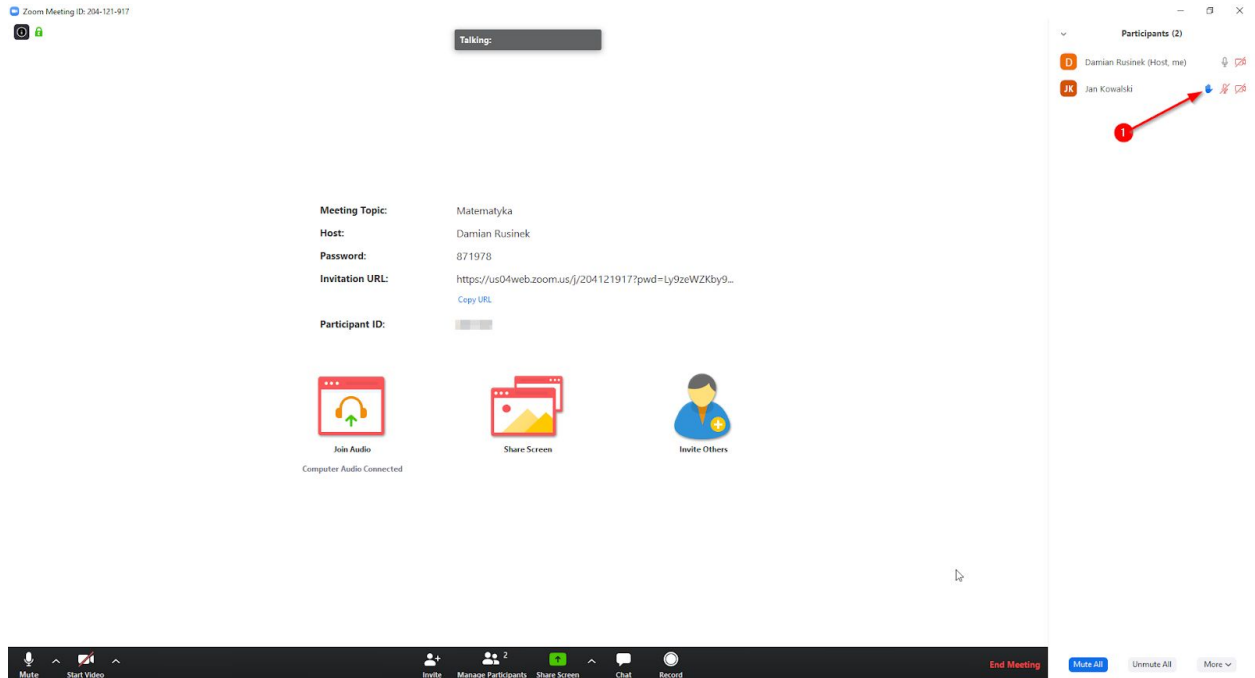 Zoom Meeting ID: 204-121-917
Talking:
Participants (2)
D Damian Rusinek (Host, me)
JK Jan Kowalski
1
Meeting Topic: Matematyka
Host: Damian Rusinek
Password: 871978
Invitation URL: https://us04web.zoom.us/j/204121917?pwd=Ly9zeWZKby9...
Copy URL
Participant ID:
Join Audio
Share Screen
Invite Others
Computer Audio Connected
Mute
Start Video
Invite
2
Manage Participants
Share Screen
Chat
Record
End Meeting
Mute All
Unmute All
More